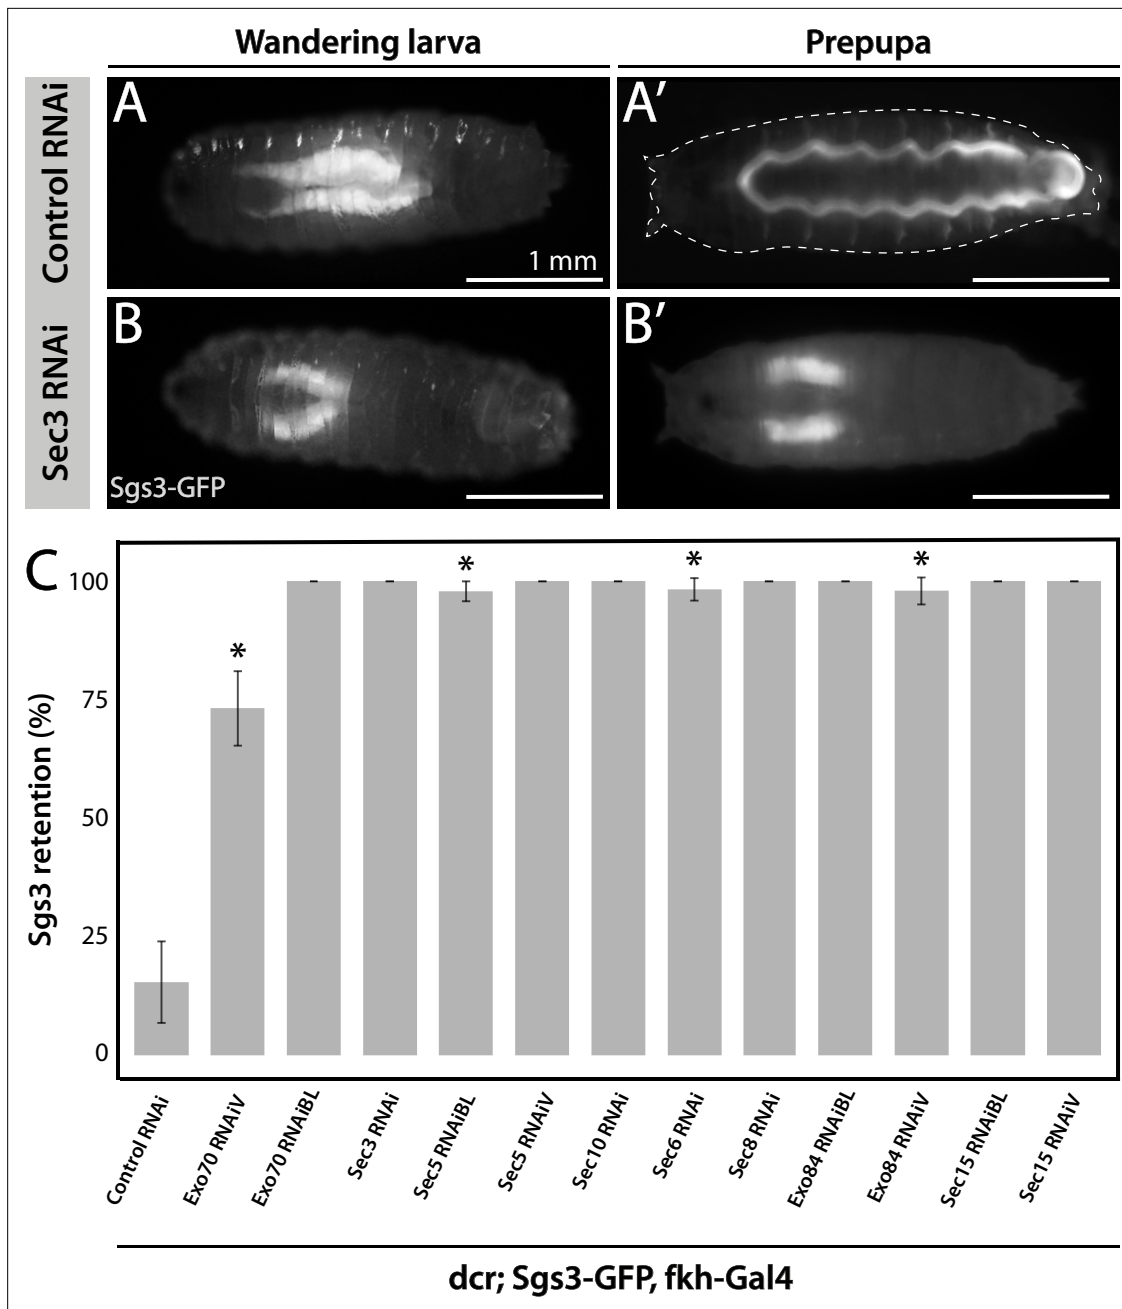 Wandering larva
Prepupa
Control RNAi
Sec3 RNAi
A
1 mm
A′
B
Sgs3-GFP
B′
C
Sgs3 retention (%)
100
75
50
25
0
*
*
*
*
Control RNAi
Exo70 RNAiV
Exo70 RNAiBL
Sec3 RNAi
Sec5 RNAiBL
Sec5 RNAiV
Sec10 RNAi
Sec6 RNAi
Sec8 RNAi
Exo84 RNAiBL
Exo84 RNAiV
Sec15 RNAiBL
Sec15 RNAiV
dcr; Sgs3-GFP, fkh-Gal4